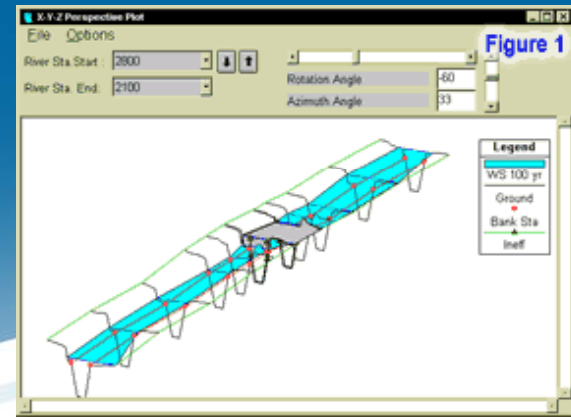 X-Y-Z Perspective Plot
File Options
Figure 1
River Sta. Start : 2800
River Sta. End: 2100
Rotation Angle -60
Azimuth Angle 33
Legend
WS 100 yr
Ground
Bank Sta
Ineff